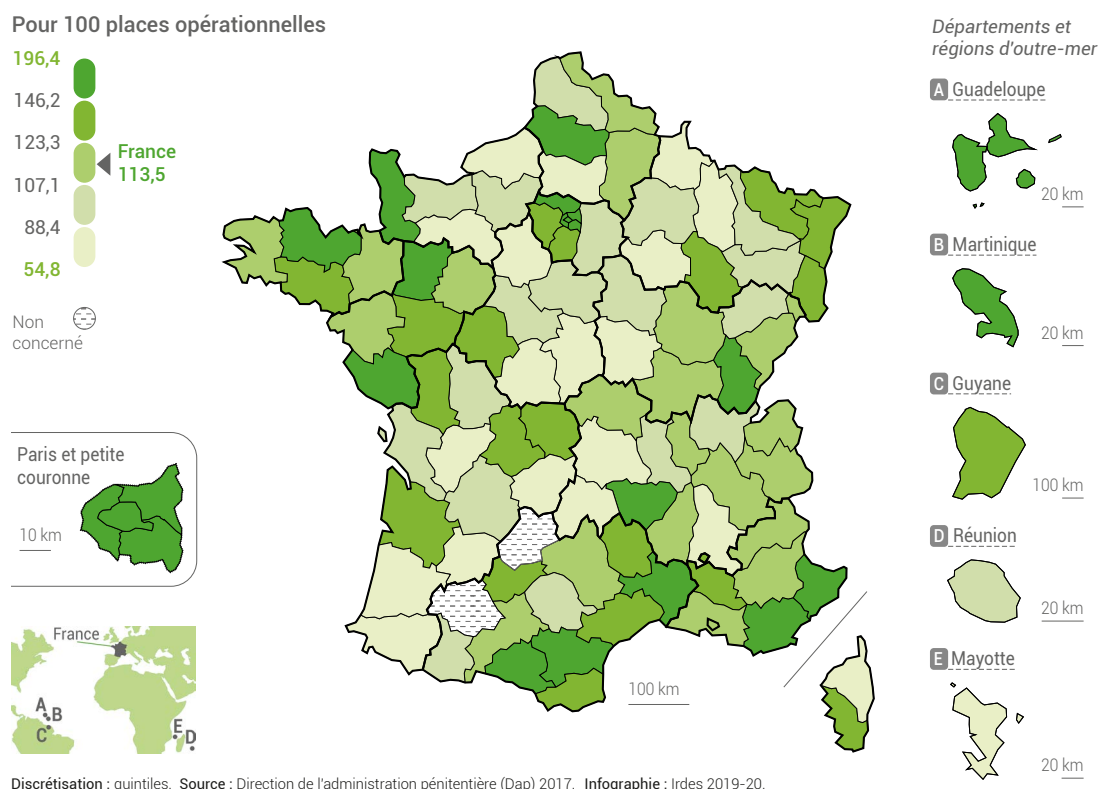 Pour 100 places opérationnelles
196,4
146,2
123,3
107,1
88,4
54,8
France
113,5
Non
concerné
Paris et petite
couronne
10 km
France
A
B
C
E
D
100 km
Départements et
régions d'outre-mer
A Guadeloupe
20 km
B Martinique
20 km
C Guyane
100 km
D Réunion
20 km
E Mayotte
20 km
Discrétisation : quintiles. Source : Direction de l'administration pénitentière (Dap) 2017. Infographie : Irdes 2019-20.